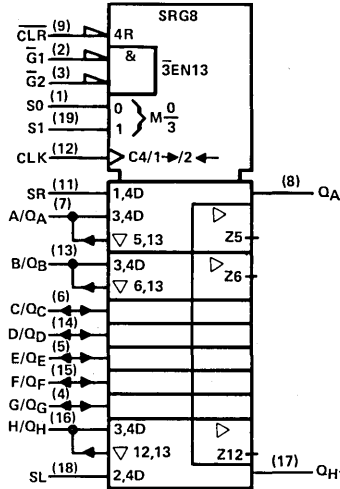 SRG8
CLR (9) 4R
G1 (2) &
3EN13
G2 (3)
S0 (1) 0
M 0/3
S1 (19) 1
CLK (12) C4/1→/2←
SR (11) 1,4D (8) QA
A/QA (7) 3,4D ▷
▽ 5,13 Z5
B/QB (13) 3,4D ▷
▽ 6,13 Z6
C/QC (6)
D/QD (14)
E/QE (5)
F/QF (15)
G/QG (4)
H/QH (16) 3,4D ▷
▽ 12,13 Z12
SL (18) 2,4D (17) QH'